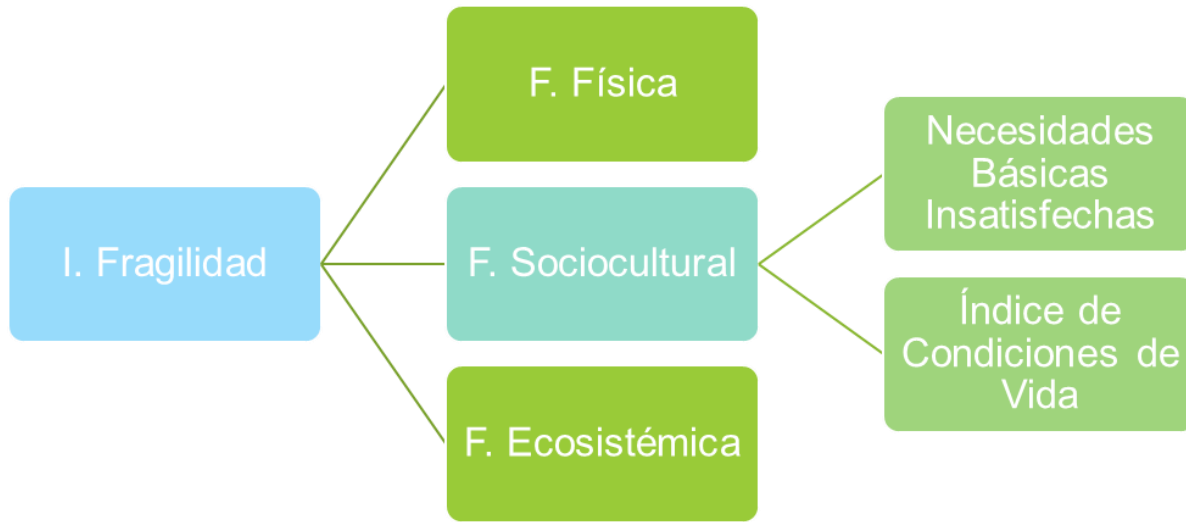 I. Fragilidad
F. Física
F. Sociocultural
F. Ecosistémica
Necesidades
Básicas
Insatisfechas
Índice de
Condiciones de
Vida